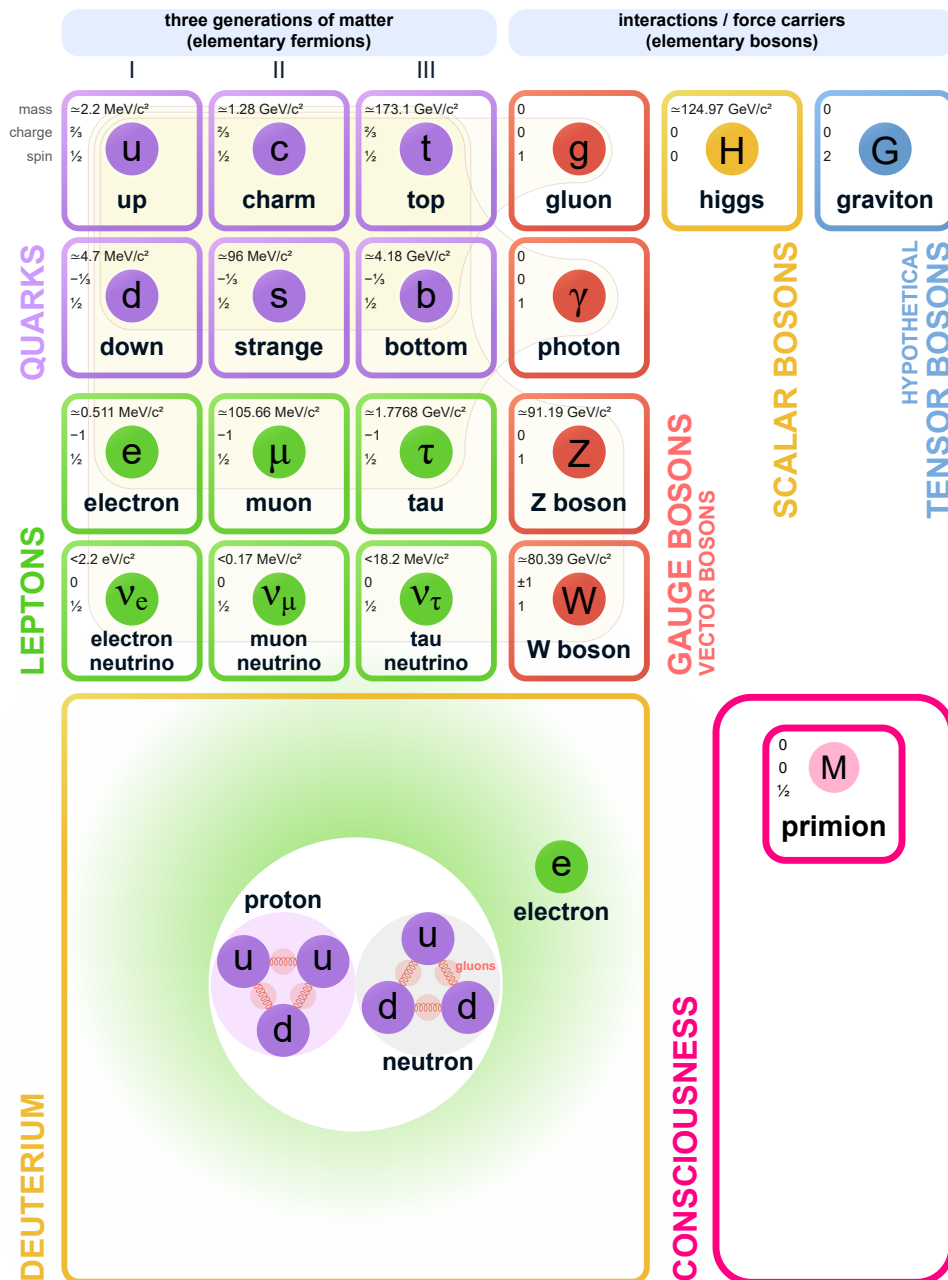 three generations of matter
(elementary fermions)
interactions / force carriers
(elementary bosons)
I II III
mass
charge
spin
≃2.2 MeV/c²
⅔
½
u
up
≃1.28 GeV/c²
⅔
½
c
charm
≃173.1 GeV/c²
⅔
½
t
top
0
0
1
g
gluon
≃124.97 GeV/c²
0
0
H
higgs
0
0
2
G
graviton
QUARKS
≃4.7 MeV/c²
−⅓
½
d
down
≃96 MeV/c²
−⅓
½
s
strange
≃4.18 GeV/c²
−⅓
½
b
bottom
0
0
1
γ
photon
SCALAR BOSONS
HYPOTHETICAL
TENSOR BOSONS
LEPTONS
≃0.511 MeV/c²
−1
½
e
electron
≃105.66 MeV/c²
−1
½
μ
muon
≃1.7768 GeV/c²
−1
½
τ
tau
≃91.19 GeV/c²
0
1
Z
Z boson
<2.2 eV/c²
0
½
νe
electron
neutrino
<0.17 MeV/c²
0
½
νμ
muon
neutrino
<18.2 MeV/c²
0
½
ντ
tau
neutrino
≃80.39 GeV/c²
±1
1
W
W boson
GAUGE BOSONS
VECTOR BOSONS
DEUTERIUM
proton
u u
d
u
gluons
d d
neutron
e
electron
CONSCIOUSNESS
0
0
½
M
primion